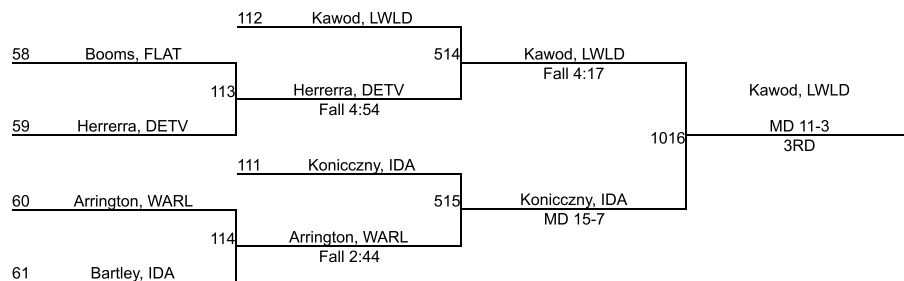 112 Kawod, LWLD
58 Booms, FLAT
514 Kawod, LWLD
Fall 4:17
113 Herrerra, DETV
Fall 4:54
Kawod, LWLD
59 Herrerra, DETV
1016 MD 11-3
3RD
111 Konicczny, IDA
60 Arrington, WARL
515 Konicczny, IDA
MD 15-7
114 Arrington, WARL
Fall 2:44
61 Bartley, IDA